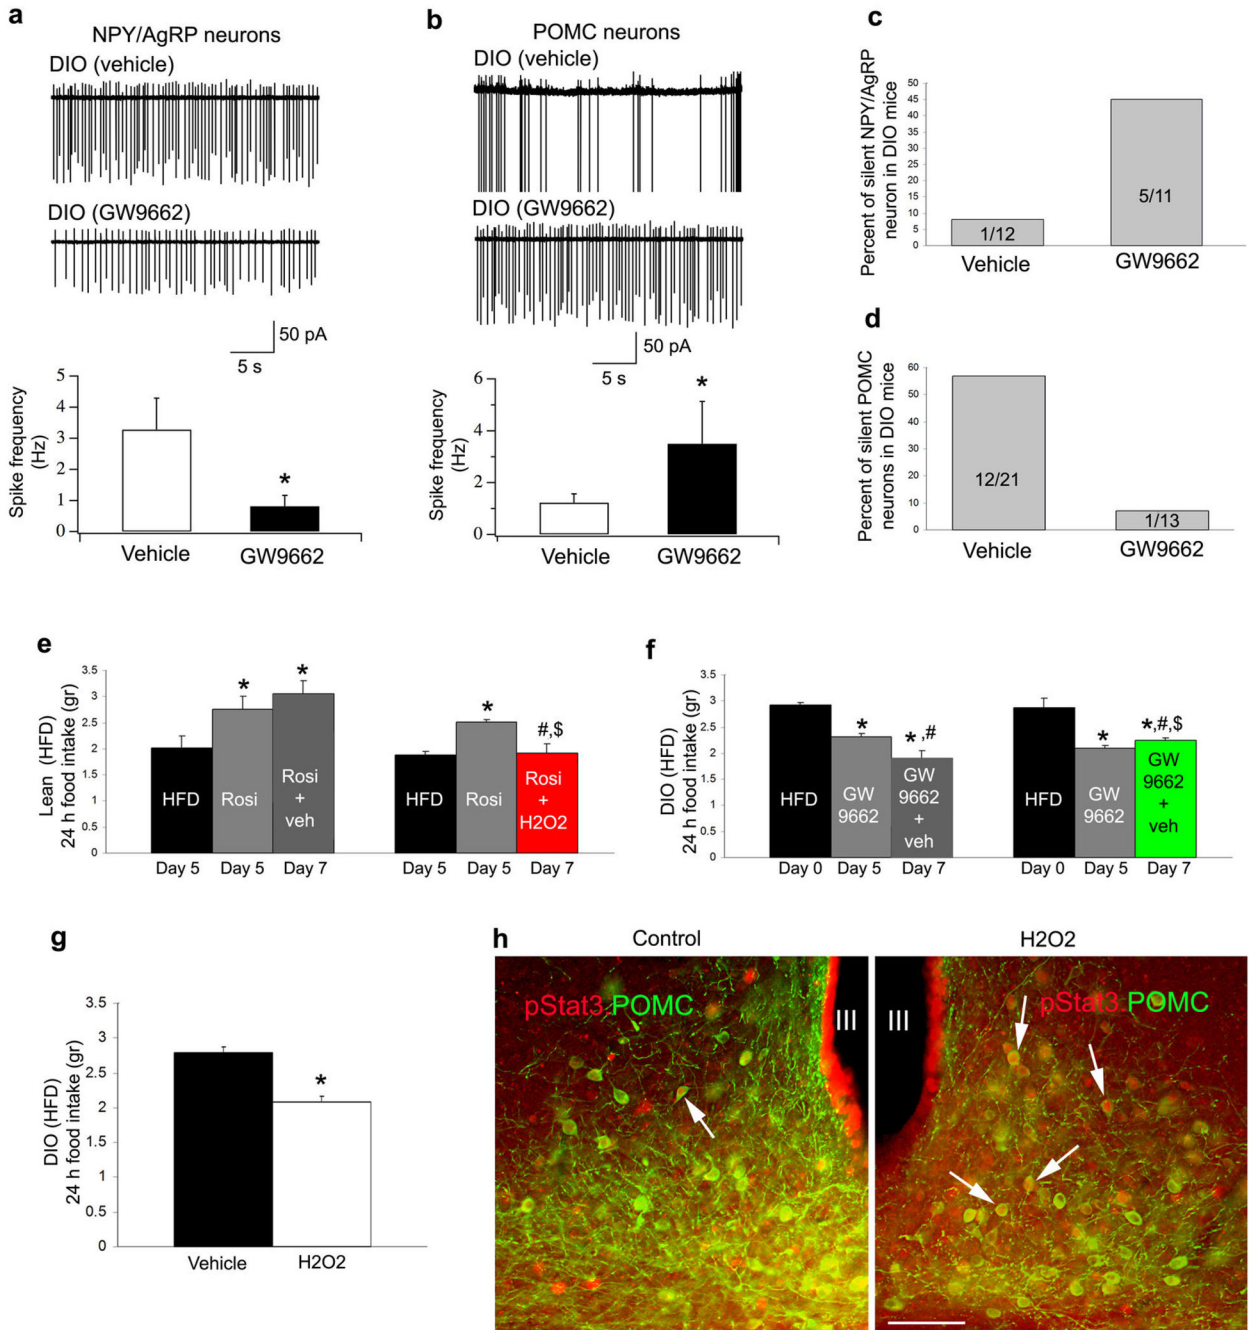 a
NPY/AgRP neurons
DIO (vehicle)
DIO (GW9662)
50 pA
5 s
Spike frequency
(Hz)
5
4
3
2
1
0
*
Vehicle
GW9662
b
POMC neurons
DIO (vehicle)
DIO (GW9662)
50 pA
5 s
Spike frequency
(Hz)
6
4
2
0
*
Vehicle
GW9662
c
Percent of silent NPY/AgRP
neuron in DIO mice
50
45
40
35
30
25
20
15
10
5
0
1/12
5/11
Vehicle
GW9662
d
Percent of silent POMC
neurons in DIO mice
60
50
40
30
20
10
0
12/21
1/13
Vehicle
GW9662
e
Lean (HFD)
24 h food intake (gr)
3.5
3
2.5
2
1.5
1
0.5
0
*
*
*
#,$
HFD
Rosi
Rosi
+
veh
HFD
Rosi
Rosi
+
H2O2
Day 5
Day 5
Day 7
Day 5
Day 5
Day 7
f
DIO (HFD)
24 h food intake (gr)
3.5
3
2.5
2
1.5
1
0.5
0
*
*,#
*
*,#,$
HFD
GW
9662
GW
9662
+
veh
HFD
GW
9662
GW
9662
+
veh
Day 0
Day 5
Day 7
Day 0
Day 5
Day 7
g
DIO (HFD)
24 h food intake (gr)
3.5
3
2.5
2
1.5
1
0.5
0
*
Vehicle
H2O2
h
Control
H2O2
pStat3:POMC
III
III
pStat3:POMC